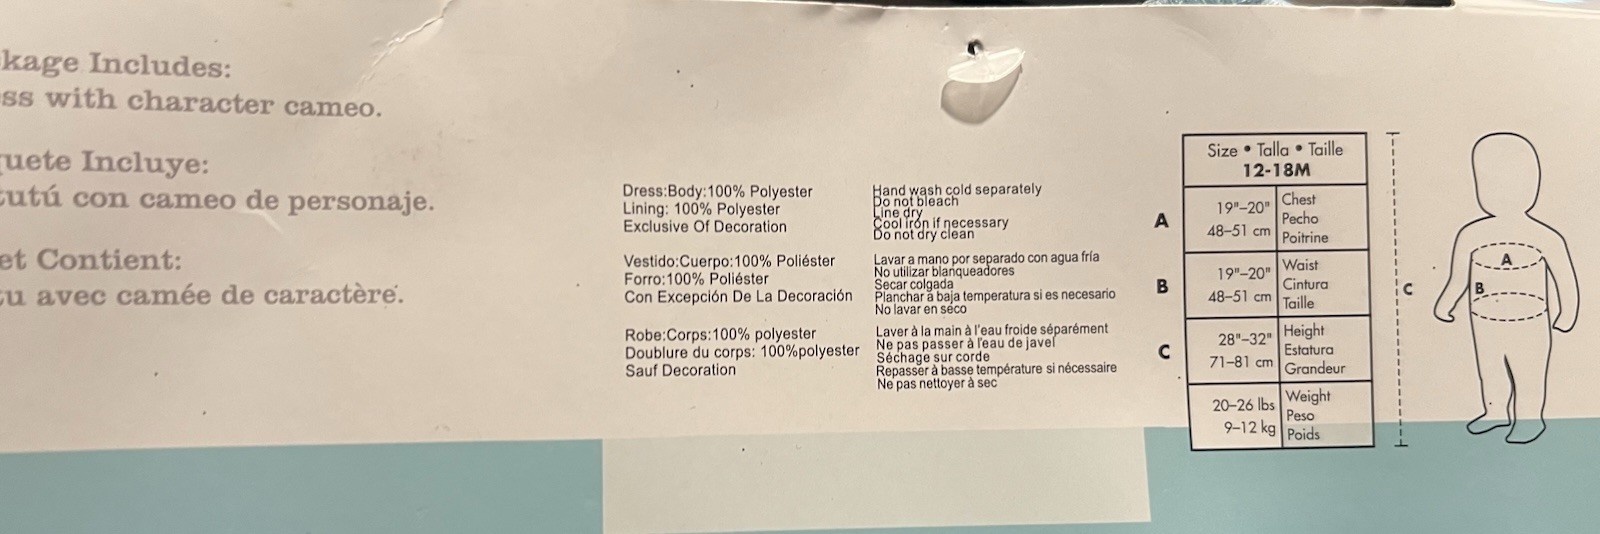 kage Includes:
ss with character cameo.
uete Incluye:
tutú con cameo de personaje.
et Contient:
tu avec camée de caractère.
Dress:Body:100% Polyester
Lining: 100% Polyester
Exclusive Of Decoration
Vestido:Cuerpo:100% Poliéster
Forro:100% Poliéster
Con Excepción De La Decoración
Robe:Corps:100% polyester
Doublure du corps: 100%polyester
Sauf Decoration
Hand wash cold separately
Do not bleach
Line dry
Cool iron if necessary
Do not dry clean
Lavar a mano por separado con agua fría
No utilizar blanqueadores
Secar colgada
Planchar a baja temperatura si es necesario
No lavar en seco
Laver à la main à l'eau froide séparément
Ne pas passer à l'eau de javel
Séchage sur corde
Repasser à basse température si nécessaire
Ne pas nettoyer à sec
Size • Talla • Taille
12-18M
A
19"–20"
48–51 cm
Chest
Pecho
Poitrine
B
19"–20"
48–51 cm
Waist
Cintura
Taille
C
28"–32"
71–81 cm
Height
Estatura
Grandeur
20–26 lbs
9–12 kg
Weight
Peso
Poids
C
A
B